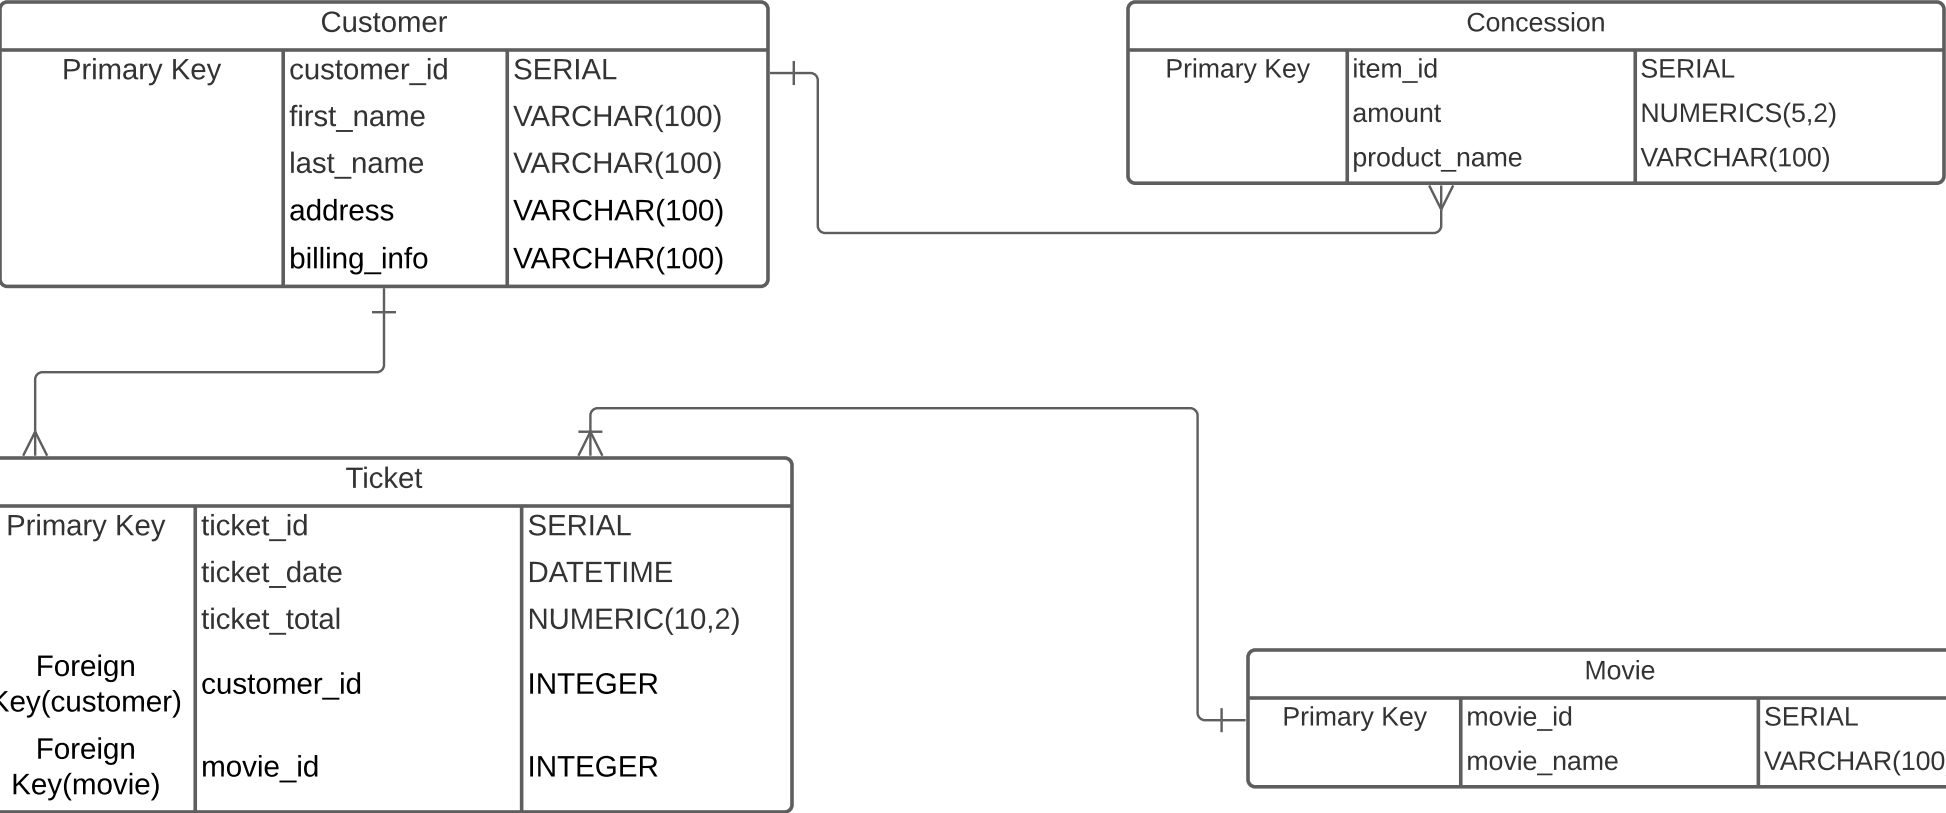 Customer
Primary Key customer_id SERIAL
first_name VARCHAR(100)
last_name VARCHAR(100)
address VARCHAR(100)
billing_info VARCHAR(100)
Concession
Primary Key item_id SERIAL
amount NUMERICS(5,2)
product_name VARCHAR(100)
Ticket
Primary Key ticket_id SERIAL
ticket_date DATETIME
ticket_total NUMERIC(10,2)
Foreign
Key(customer) customer_id INTEGER
Foreign
Key(movie) movie_id INTEGER
Movie
Primary Key movie_id SERIAL
movie_name VARCHAR(100